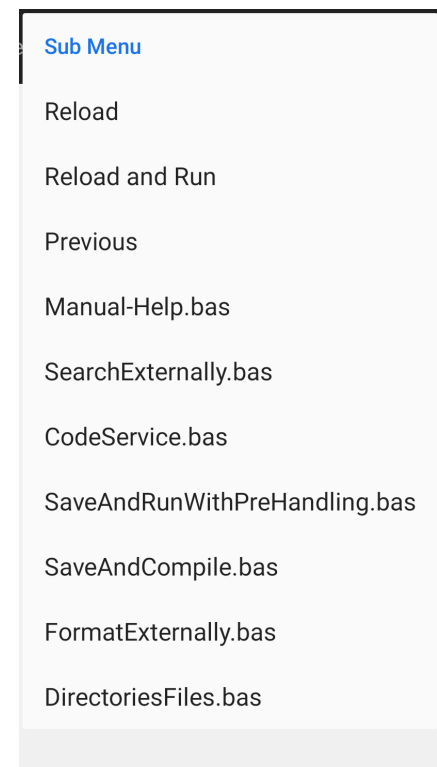 Sub Menu
Reload
Reload and Run
Previous
Manual-Help.bas
SearchExternally.bas
CodeService.bas
SaveAndRunWithPreHandling.bas
SaveAndCompile.bas
FormatExternally.bas
DirectoriesFiles.bas